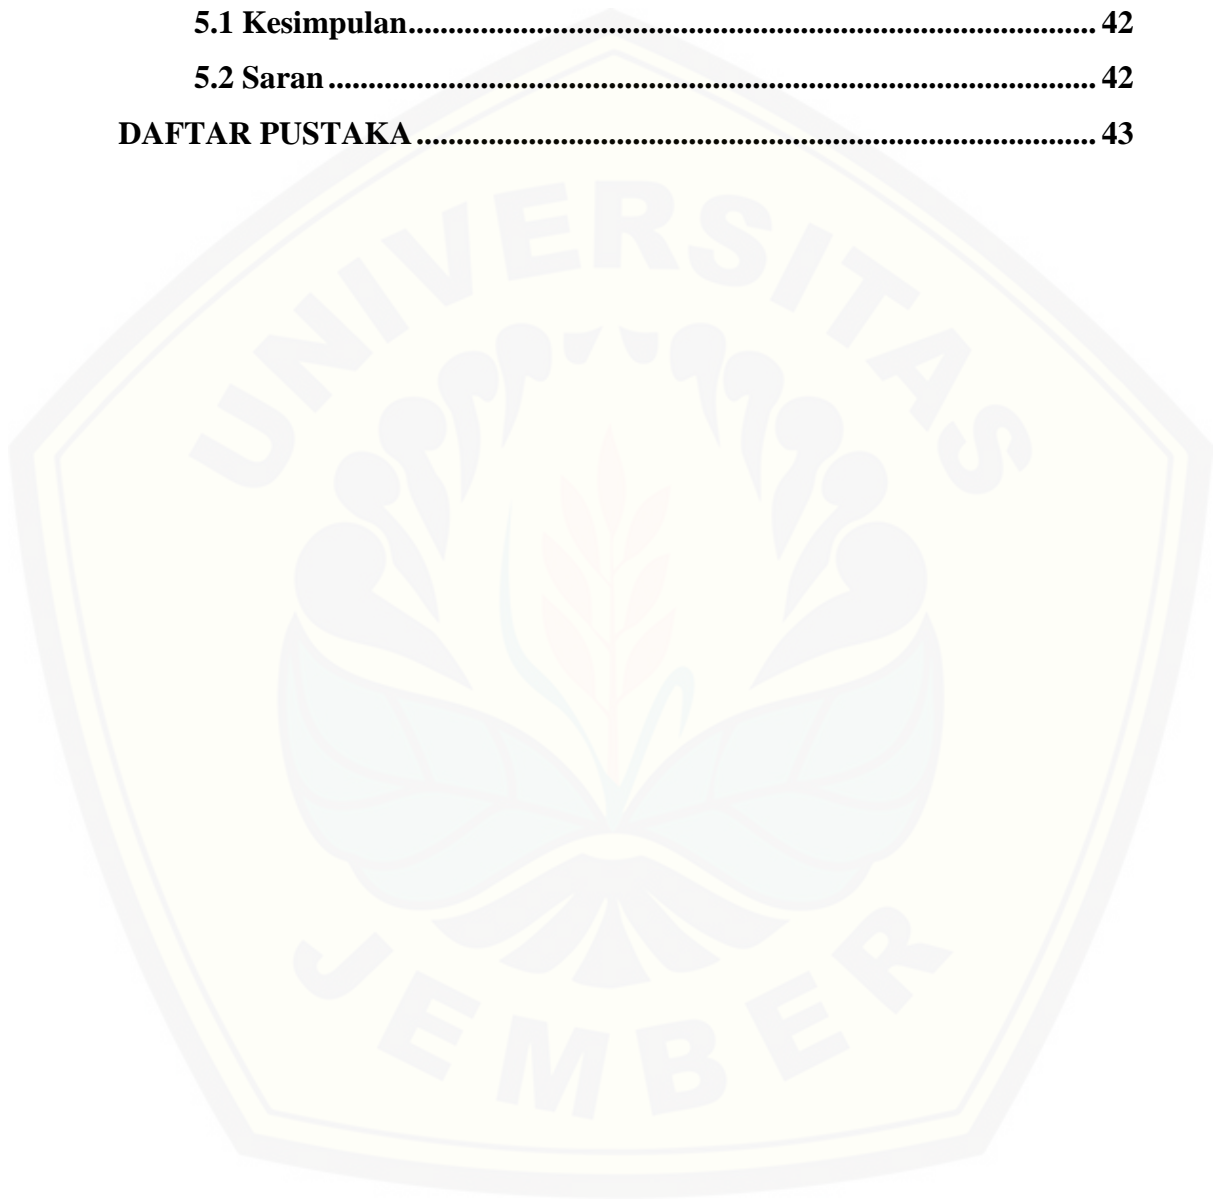 5.1 Kesimpulan..................................................................................... 42
5.2 Saran............................................................................................... 42
DAFTAR PUSTAKA.................................................................................... 43
UNIVERSITAS
JEMBER